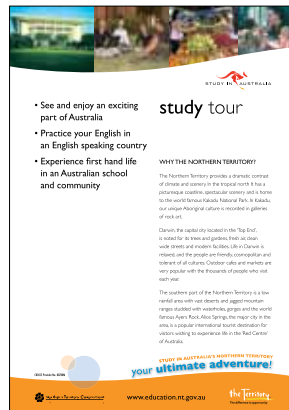 STUDY IN AUSTRALIA
study tour
• See and enjoy an exciting
part of Australia
• Practice your English in
an English speaking country
• Experience first hand life
in an Australian school
and community
WHY THE NORTHERN TERRITORY?
The Northern Territory provides a dramatic contrast
of climate and scenery. In the tropical north it has a
picturesque coastline, spectacular scenery and is home
to the world famous Kakadu National Park. In Kakadu,
our unique Aboriginal culture is recorded in galleries
of rock art.
Darwin, the capital city located in the 'Top End',
is noted for its trees and gardens, fresh air, clean
wide streets and modern facilities. Life in Darwin is
relaxed, and the people are friendly, cosmopolitan and
tolerant of all cultures. Outdoor cafes and markets are
very popular with the thousands of people who visit
each year.
The southern part of the Northern Territory is a low
rainfall area with vast deserts and jagged mountain
ranges studded with waterholes, gorges and the world
famous Ayers Rock. Alice Springs, the major city in the
area, is a popular international tourist destination for
visitors wishing to experience life in the 'Red Centre'
of Australia.
STUDY IN AUSTRALIA'S NORTHERN TERRITORY
your ultimate adventure!
Northern Territory Government
www.education.nt.gov.au
the Territory